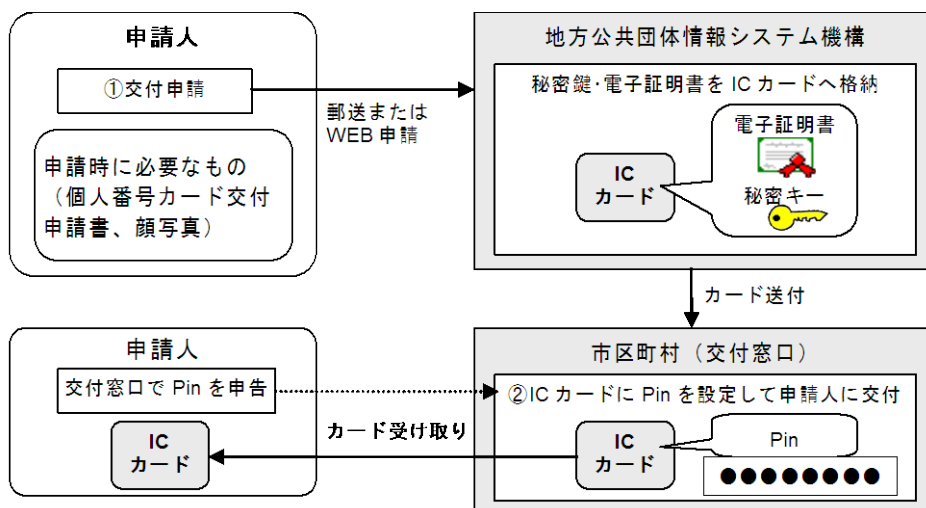 申請人
①交付申請
申請時に必要なもの
(個人番号カード交付
申請書、顔写真)
郵送または
WEB 申請
地方公共団体情報システム機構
秘密鍵・電子証明書を IC カードへ格納
電子証明書
IC
カード
秘密キー
カード送付
申請人
交付窓口で Pin を申告
IC
カード
カード受け取り
市区町村(交付窓口)
②IC カードに Pin を設定して申請人に交付
IC
カード
Pin
●●●●●●●●